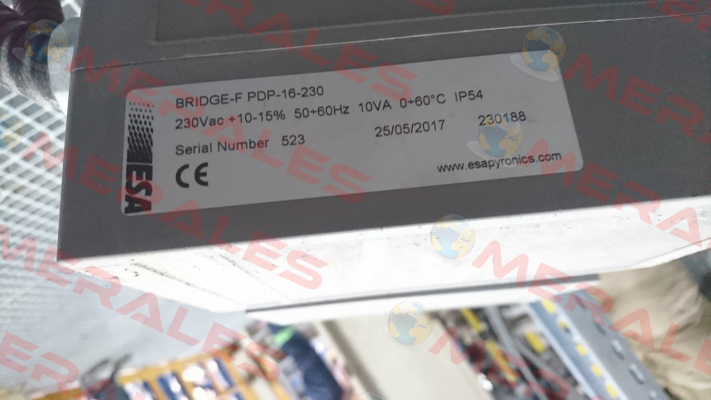 BRIDGE-F PDP-16-230
230Vac +10-15% 50÷60Hz 10VA 0÷60°C IP54
Serial Number 523 25/05/2017 230188
CE
www.esapyronics.com
ESA
MERALES
MERALES
MERALES
MERALES
MERALES